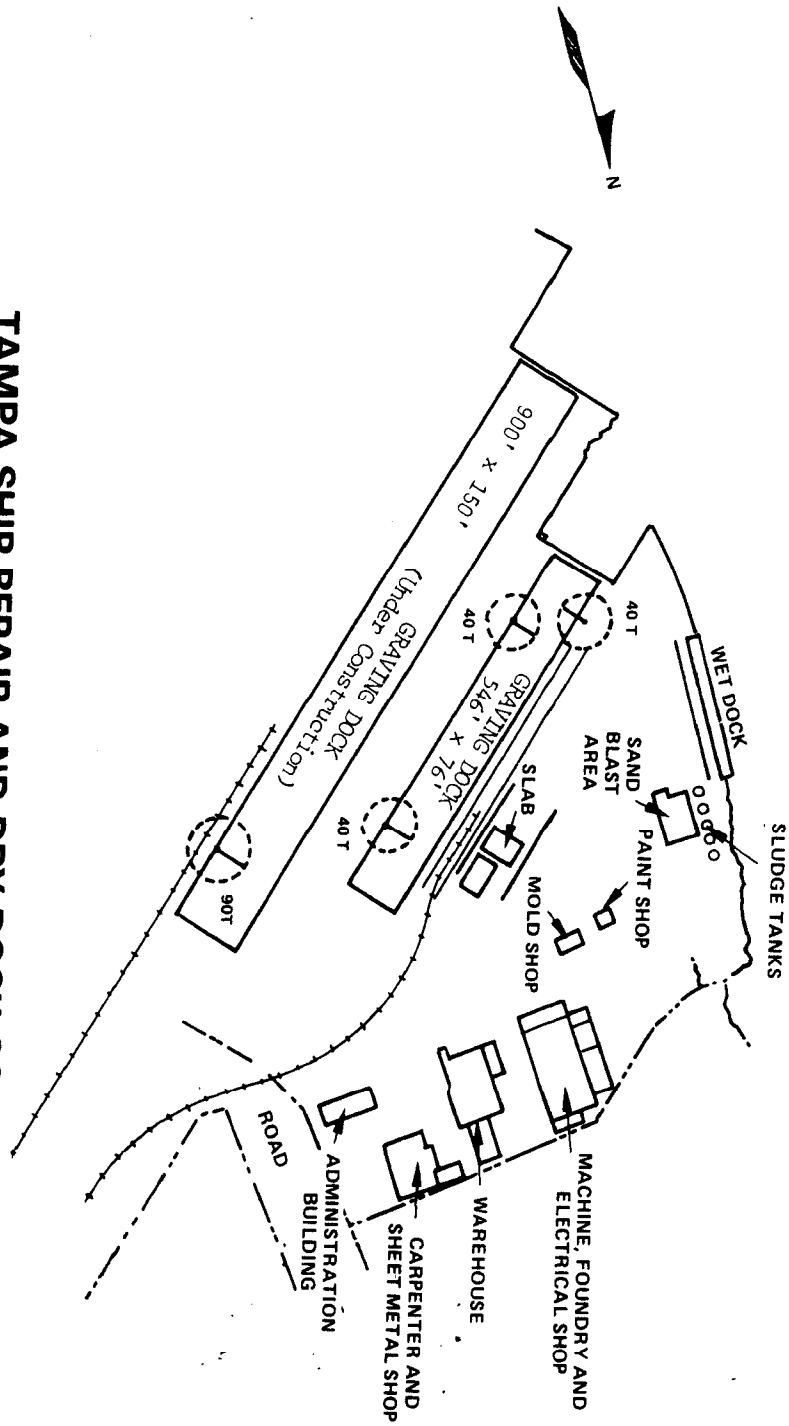 N
SLUDGE TANKS
WET DOCK
SAND
BLAST
AREA
PAINT SHOP
MOLD SHOP
SLAB
40 T
40 T
GRAVING DOCK
546' x 76'
40 T
900' x 150'
GRAVING DOCK
(Under Construction)
90T
MACHINE, FOUNDRY AND
ELECTRICAL SHOP
WAREHOUSE
CARPENTER AND
SHEET METAL SHOP
ADMINISTRATION
BUILDING
ROAD
TAMPA SHIP REPAIR AND DRY DOCK